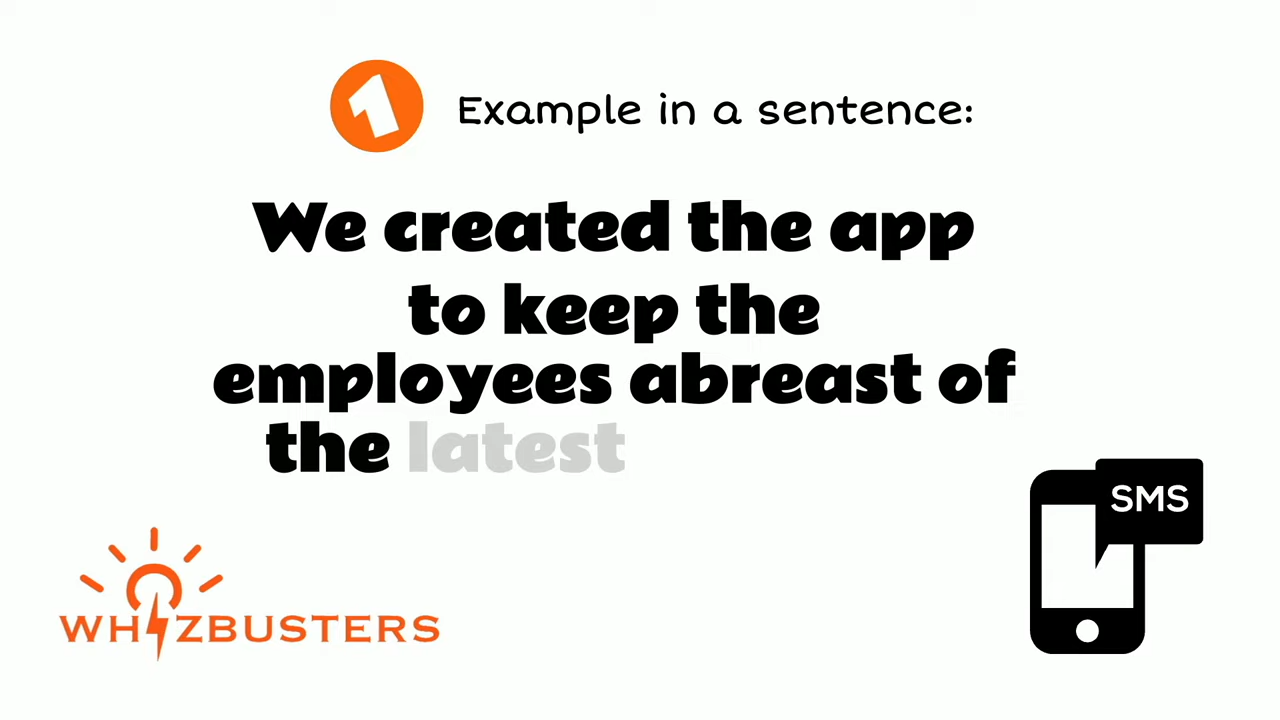 1 Example in a sentence:
We created the app
to keep the
employees abreast of
the latest
SMS
WHIZBUSTERS